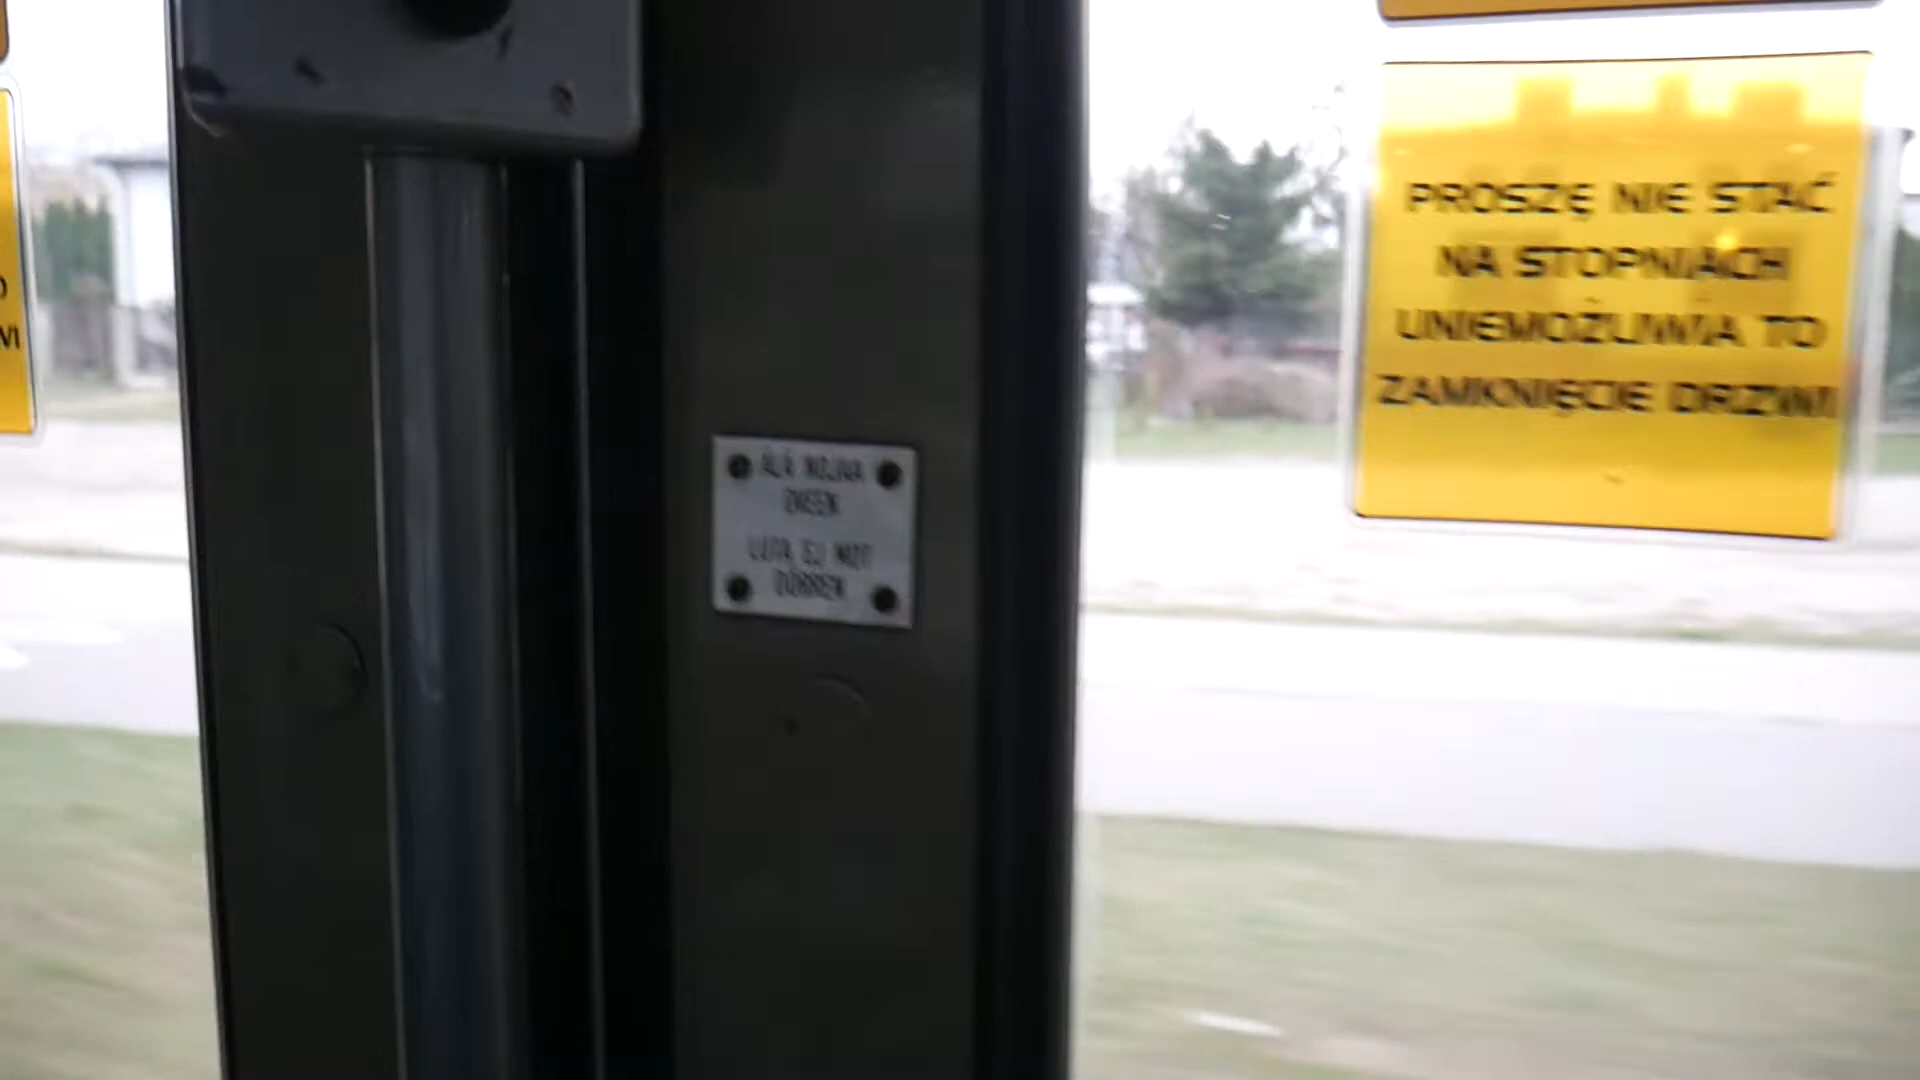 PROSZĘ NIE STAĆ
NA STOPNIACH
UNIEMOŻLIWIA TO
ZAMKNIĘCIE DRZWI
ÄLÄ NOJAA
OVEEN
LUTA EJ MOT
DÖRREN